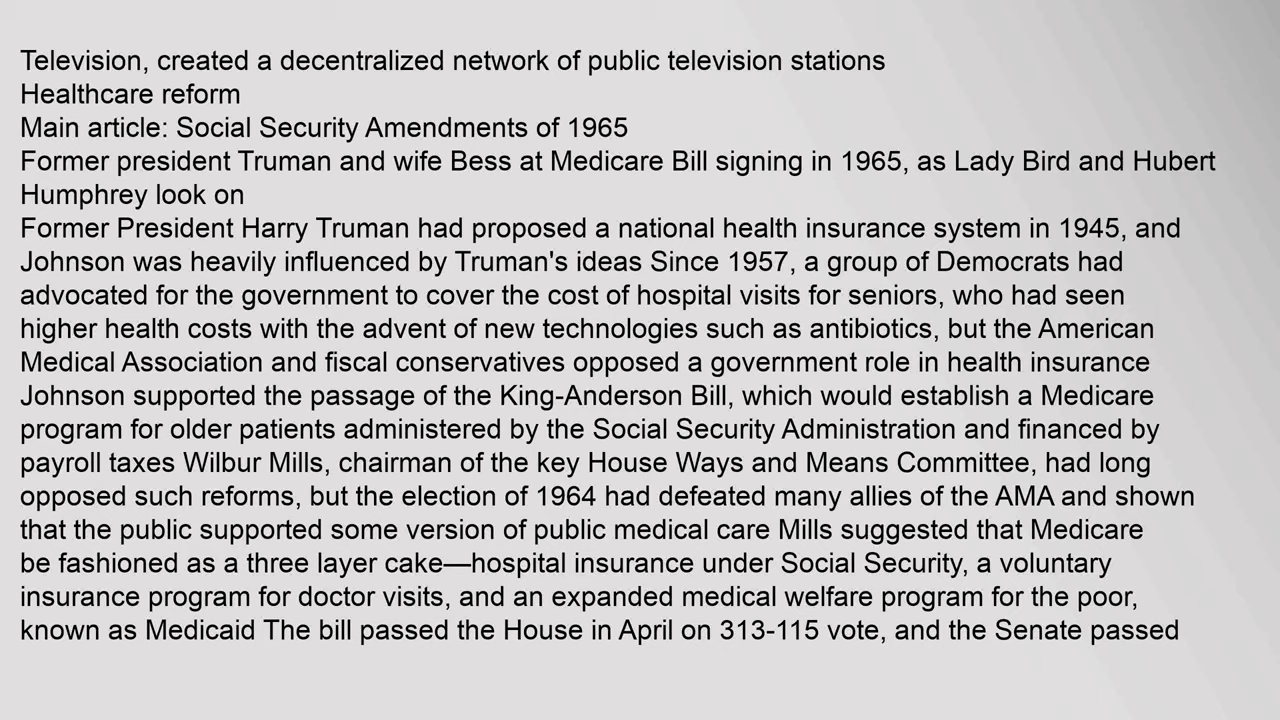 Television, created a decentralized network of public television stations
Healthcare reform
Main article: Social Security Amendments of 1965
Former president Truman and wife Bess at Medicare Bill signing in 1965, as Lady Bird and Hubert
Humphrey look on
Former President Harry Truman had proposed a national health insurance system in 1945, and
Johnson was heavily influenced by Truman's ideas Since 1957, a group of Democrats had
advocated for the government to cover the cost of hospital visits for seniors, who had seen
higher health costs with the advent of new technologies such as antibiotics, but the American
Medical Association and fiscal conservatives opposed a government role in health insurance
Johnson supported the passage of the King-Anderson Bill, which would establish a Medicare
program for older patients administered by the Social Security Administration and financed by
payroll taxes Wilbur Mills, chairman of the key House Ways and Means Committee, had long
opposed such reforms, but the election of 1964 had defeated many allies of the AMA and shown
that the public supported some version of public medical care Mills suggested that Medicare
be fashioned as a three layer cake—hospital insurance under Social Security, a voluntary
insurance program for doctor visits, and an expanded medical welfare program for the poor,
known as Medicaid The bill passed the House in April on 313-115 vote, and the Senate passed